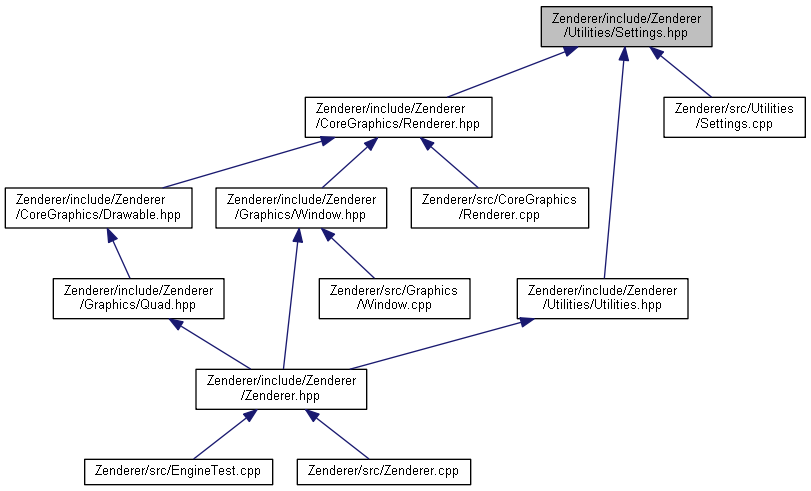 Zenderer/include/Zenderer
/Utilities/Settings.hpp
Zenderer/include/Zenderer
/CoreGraphics/Renderer.hpp
Zenderer/src/Utilities
/Settings.cpp
Zenderer/include/Zenderer
/CoreGraphics/Drawable.hpp
Zenderer/include/Zenderer
/Graphics/Window.hpp
Zenderer/src/CoreGraphics
/Renderer.cpp
Zenderer/include/Zenderer
/Graphics/Quad.hpp
Zenderer/src/Graphics
/Window.cpp
Zenderer/include/Zenderer
/Utilities/Utilities.hpp
Zenderer/include/Zenderer
/Zenderer.hpp
Zenderer/src/EngineTest.cpp
Zenderer/src/Zenderer.cpp